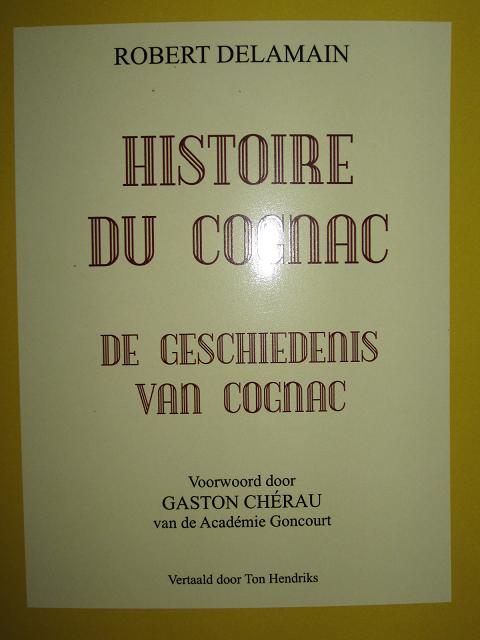 ROBERT DELAMAIN
HISTOIRE
DU COGNAC
DE GESCHIEDENIS
VAN COGNAC
Voorwoord door
GASTON CHÉRAU
van de Académie Goncourt
Vertaald door Ton Hendriks